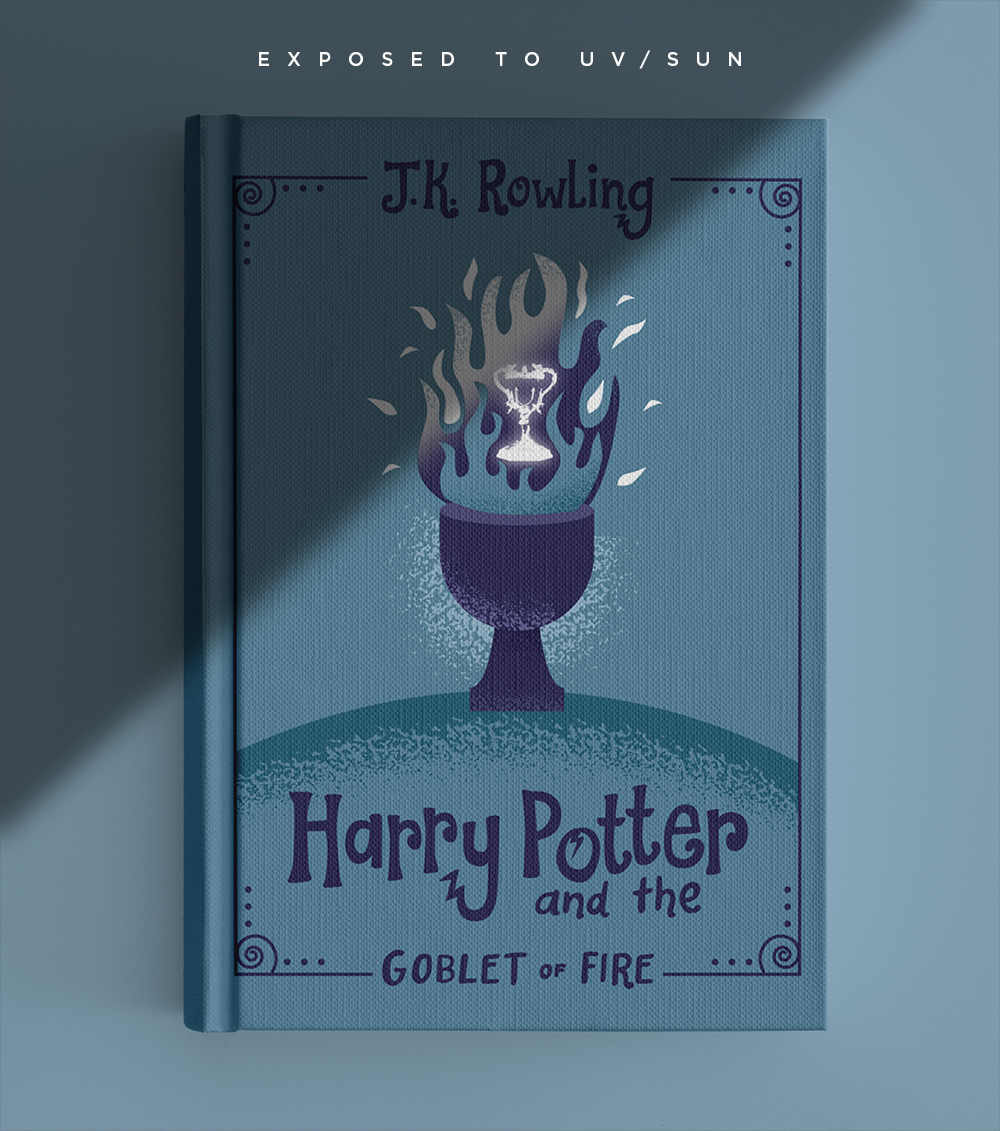 EXPOSED TO UV/SUN
J.K. Rowling
Harry Potter
and the
GOBLET OF FIRE